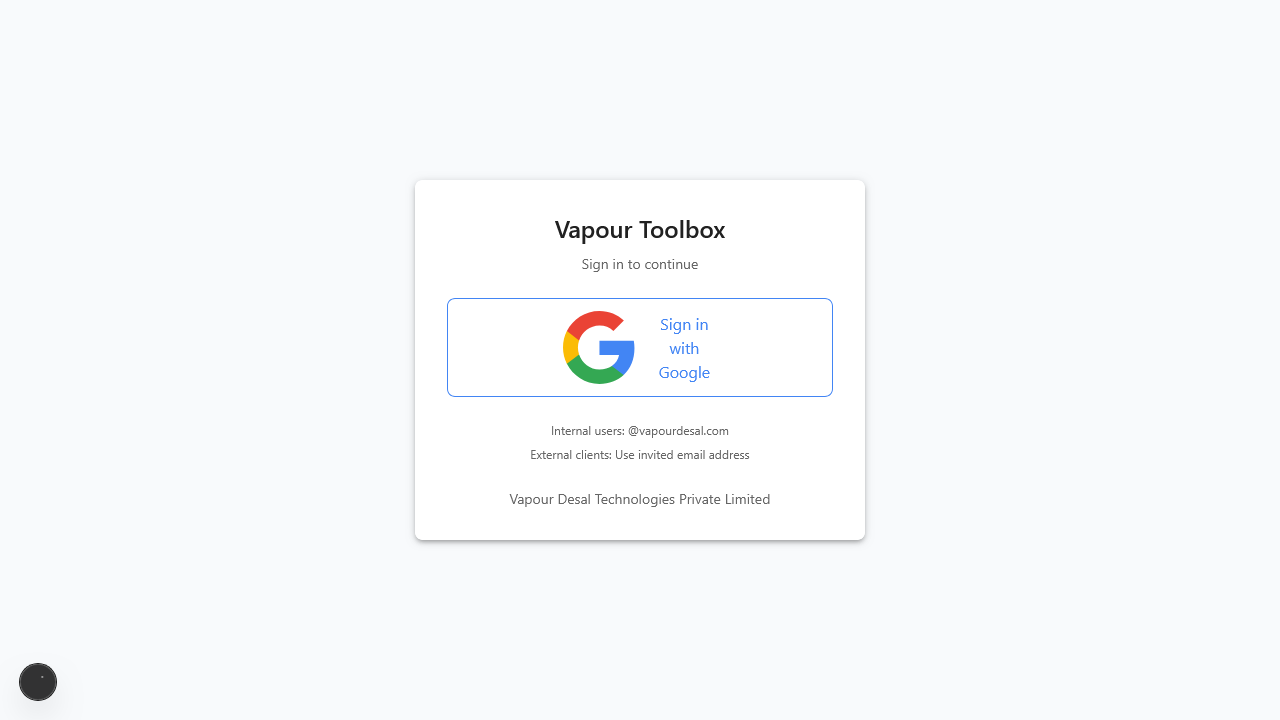 Vapour Toolbox
Sign in to continue
Sign in
with
Google
Internal users: @vapourdesal.com
External clients: Use invited email address
Vapour Desal Technologies Private Limited